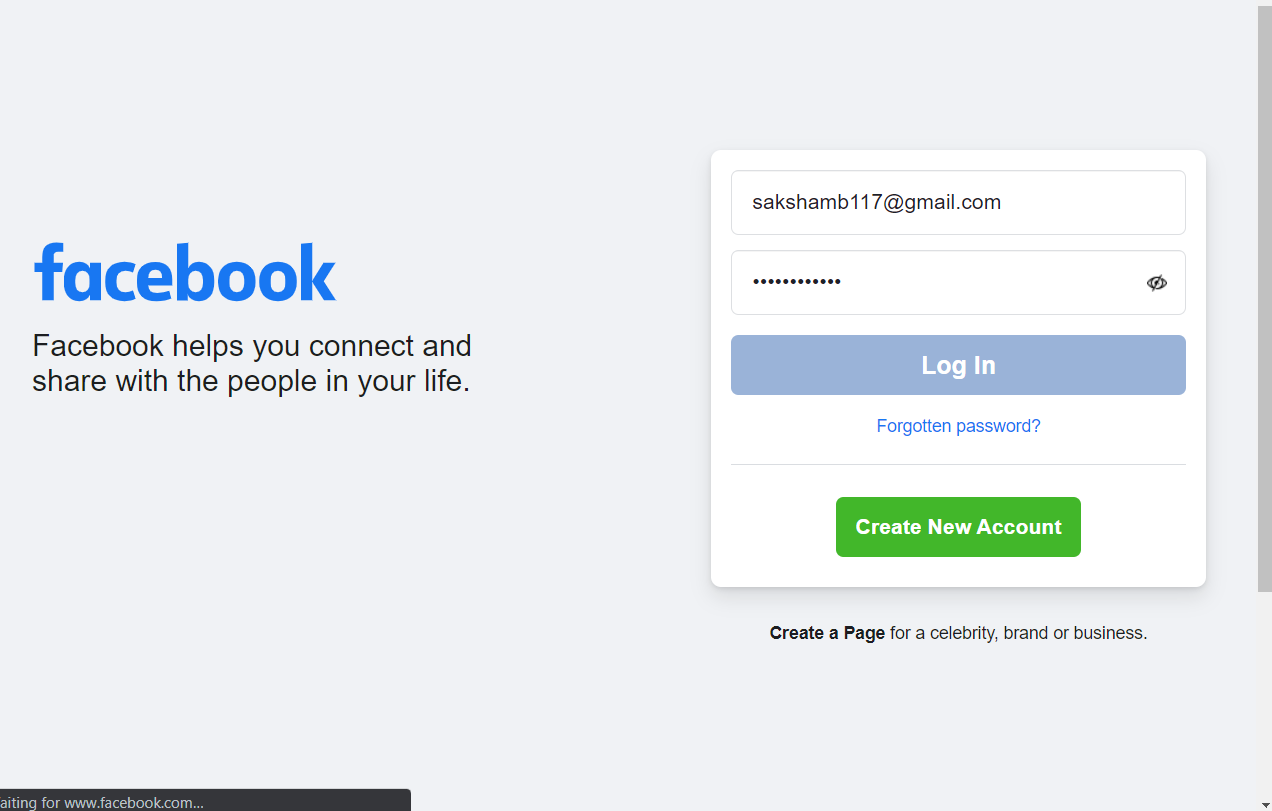 facebook
Facebook helps you connect and
share with the people in your life.
sakshamb117@gmail.com
••••••••••••
Log In
Forgotten password?
Create New Account
Create a Page for a celebrity, brand or business.
aiting for www.facebook.com...